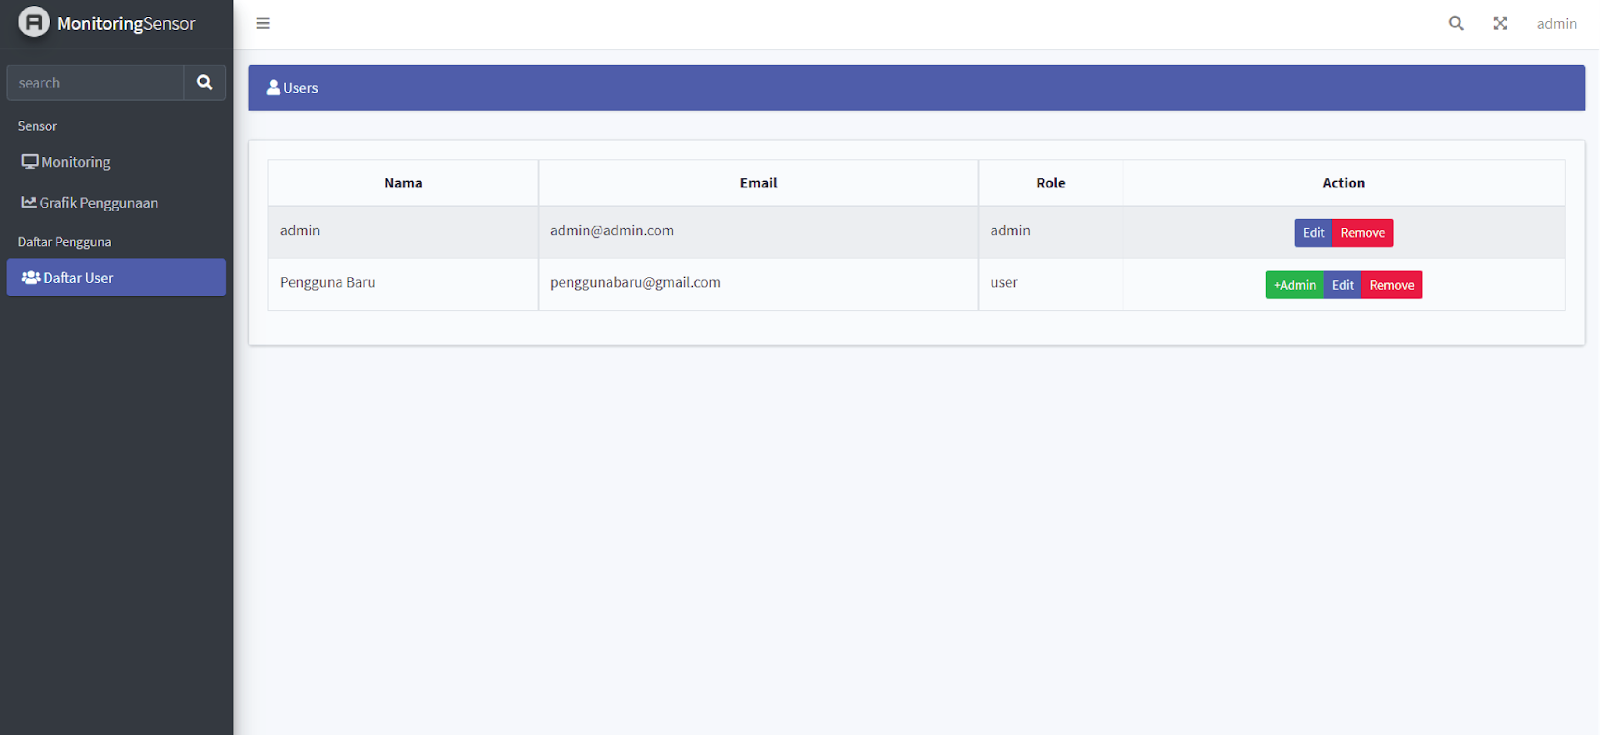 MonitoringSensor
admin
search
Sensor
Monitoring
Grafik Penggunaan
Daftar Pengguna
Daftar User
Users
Nama Email Role Action
admin admin@admin.com admin Edit Remove
Pengguna Baru penggunabaru@gmail.com user +Admin Edit Remove